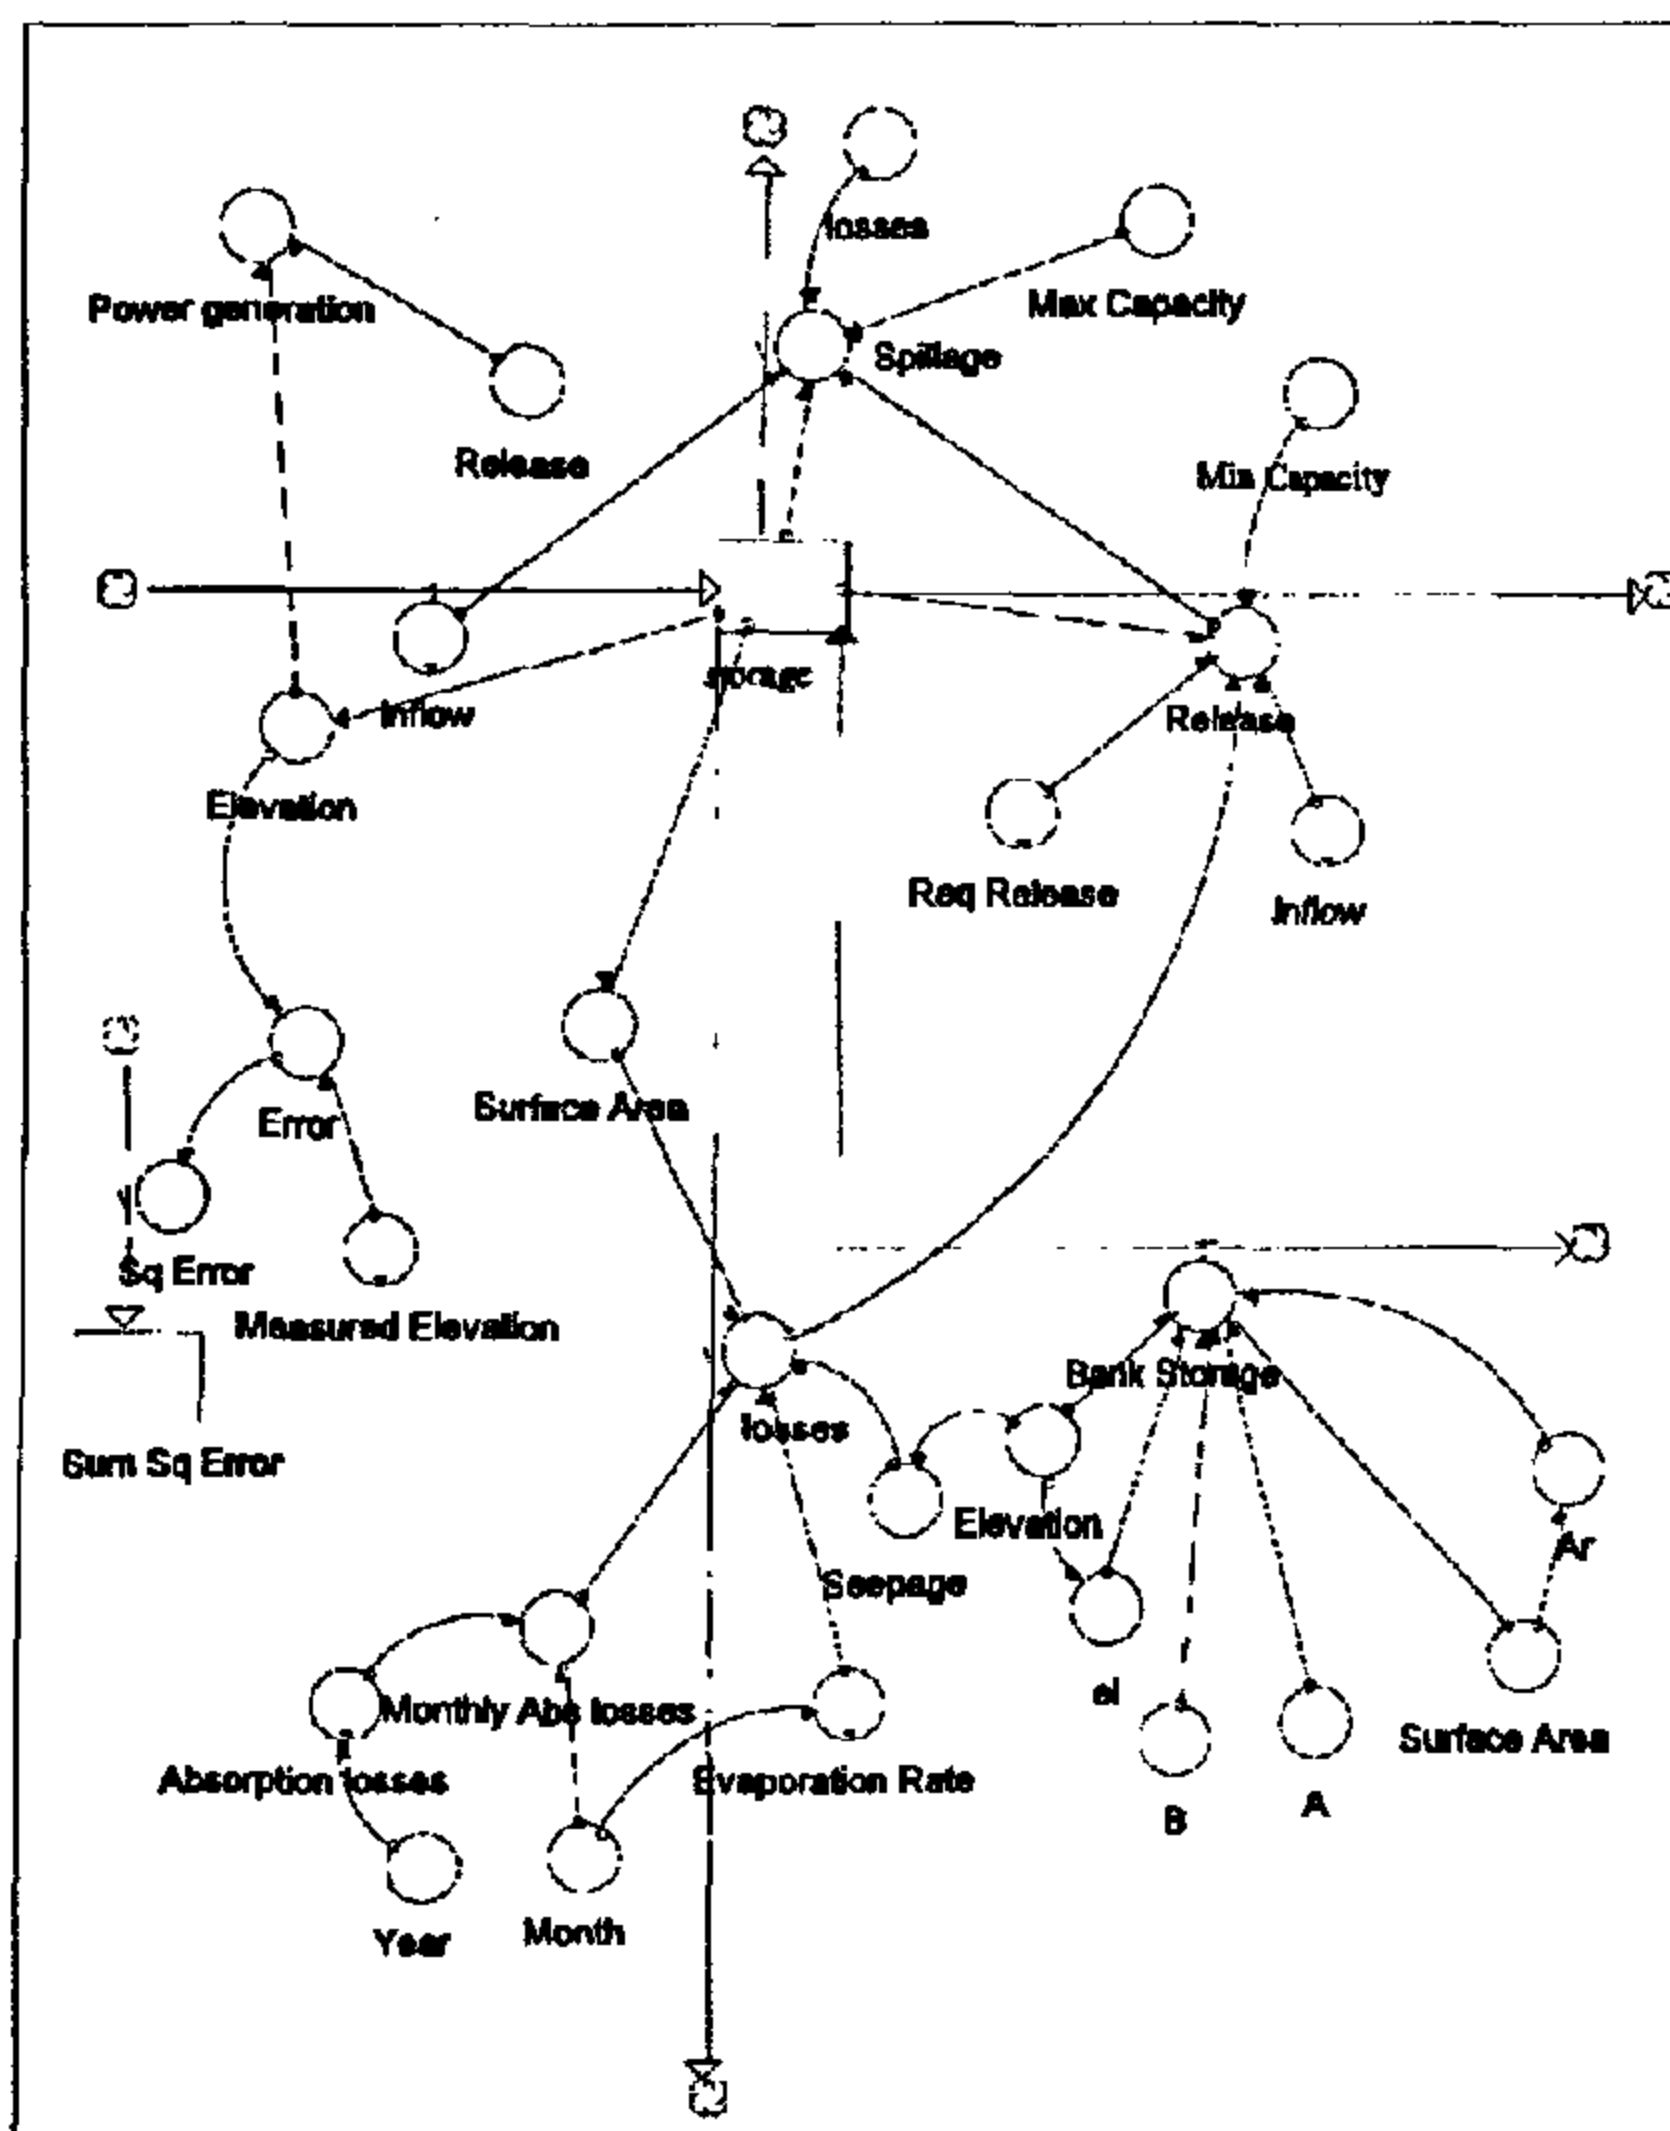 losses
Power generation
Max Capacity
Spillage
Release
Min Capacity
storage
Inflow
Release
Elevation
Req Release
Inflow
Surface Area
Error
Sq Error
Measured Elevation
Bank Storage
losses
Sum Sq Error
Elevation
Ar
Seepage
el
Monthly Abs losses
Surface Area
Absorption losses
Evaporation Rate
B
A
Year
Month